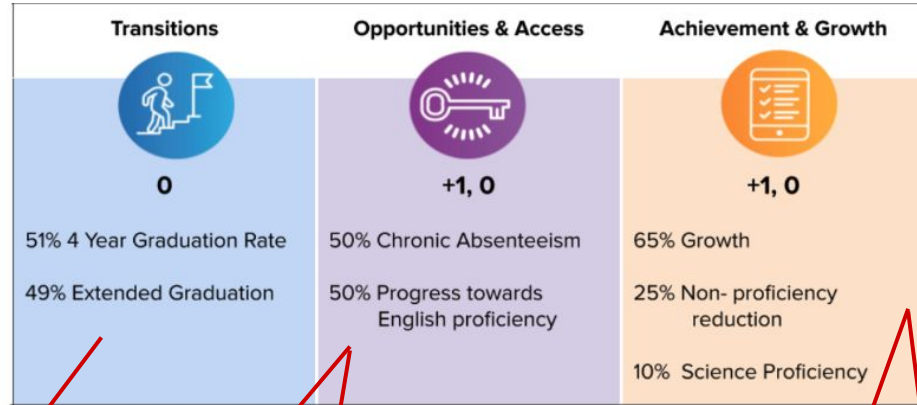 Transitions
0
51% 4 Year Graduation Rate
49% Extended Graduation
Opportunities & Access
+1, 0
50% Chronic Absenteeism
50% Progress towards
English proficiency
Achievement & Growth
+1, 0
65% Growth
25% Non- proficiency
reduction
10% Science Proficiency